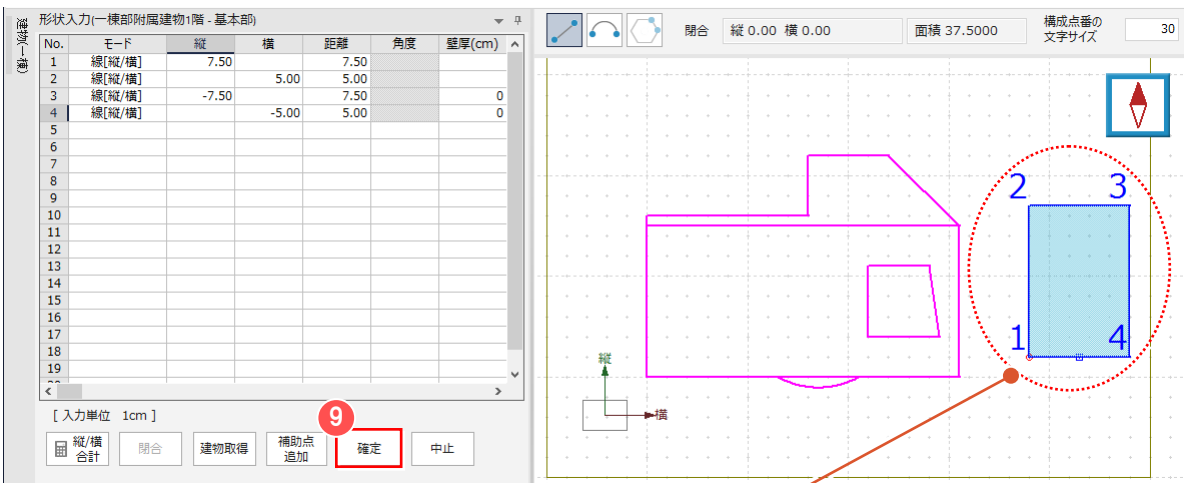 建物(一棟)
形状入力(一棟部附属建物1階 - 基本部)
No. モード 縦 横 距離 角度 壁厚(cm)
1 線[縦/横] 7.50 7.50
2 線[縦/横] 5.00 5.00
3 線[縦/横] -7.50 7.50 0
4 線[縦/横] -5.00 5.00 0
5
6
7
8
9
10
11
12
13
14
15
16
17
18
19
[ 入力単位 1cm ]
9
縦/横
合計
閉合
建物取得
補助点
追加
確定
中止
閉合 縦 0.00 横 0.00 面積 37.5000
構成点番の
文字サイズ
30
2 3
1 4
縦
横